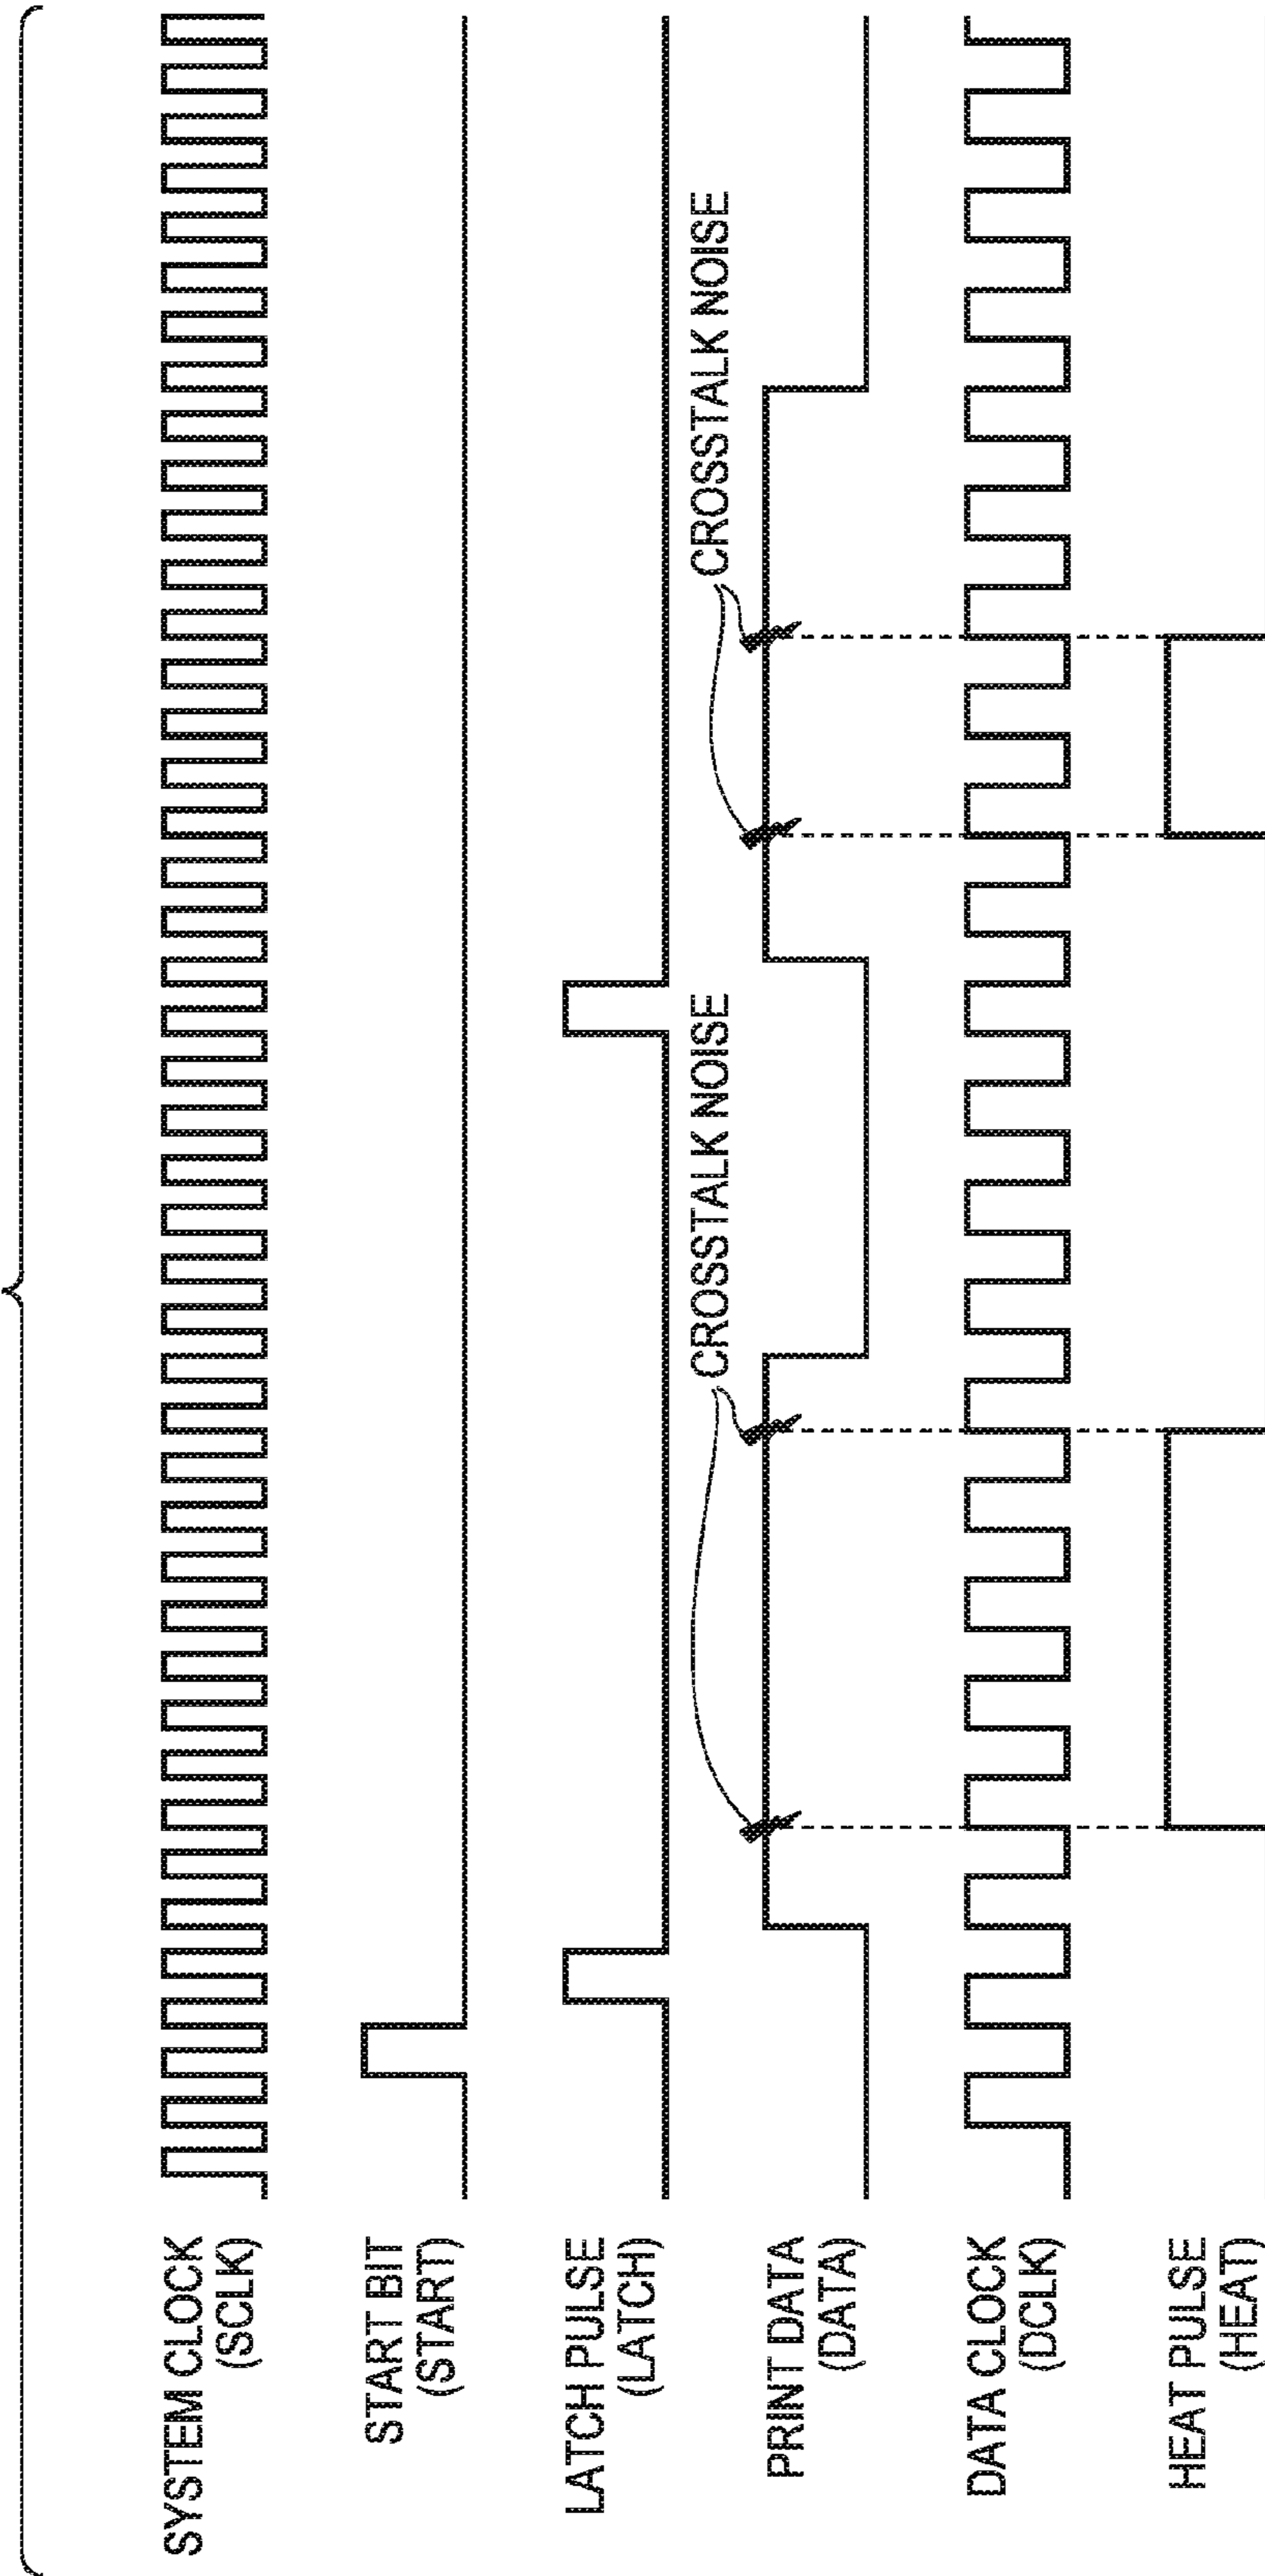 SYSTEM CLOCK
(SCLK)
START BIT
(START)
LATCH PULSE
(LATCH)
CROSSTALK NOISE
CROSSTALK NOISE
PRINT DATA
(DATA)
DATA CLOCK
(DCLK)
HEAT PULSE
(HEAT)